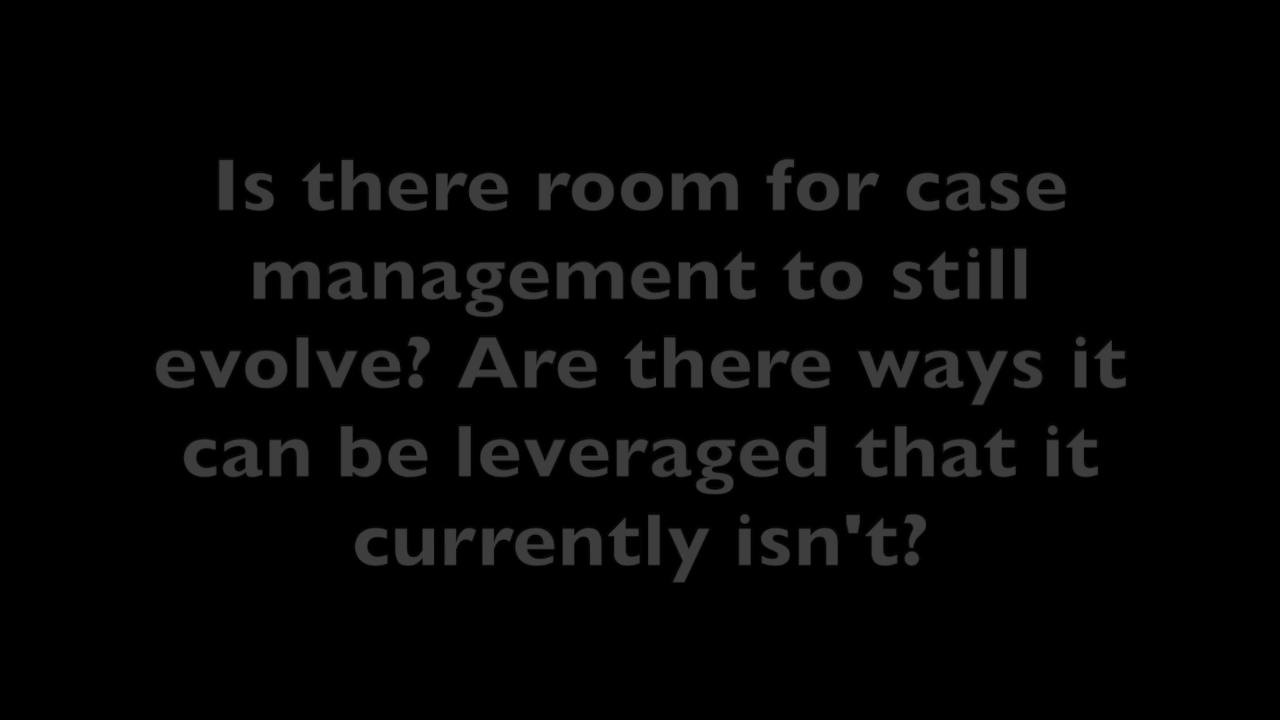 Is there room for case
management to still
evolve? Are there ways it
can be leveraged that it
currently isn't?